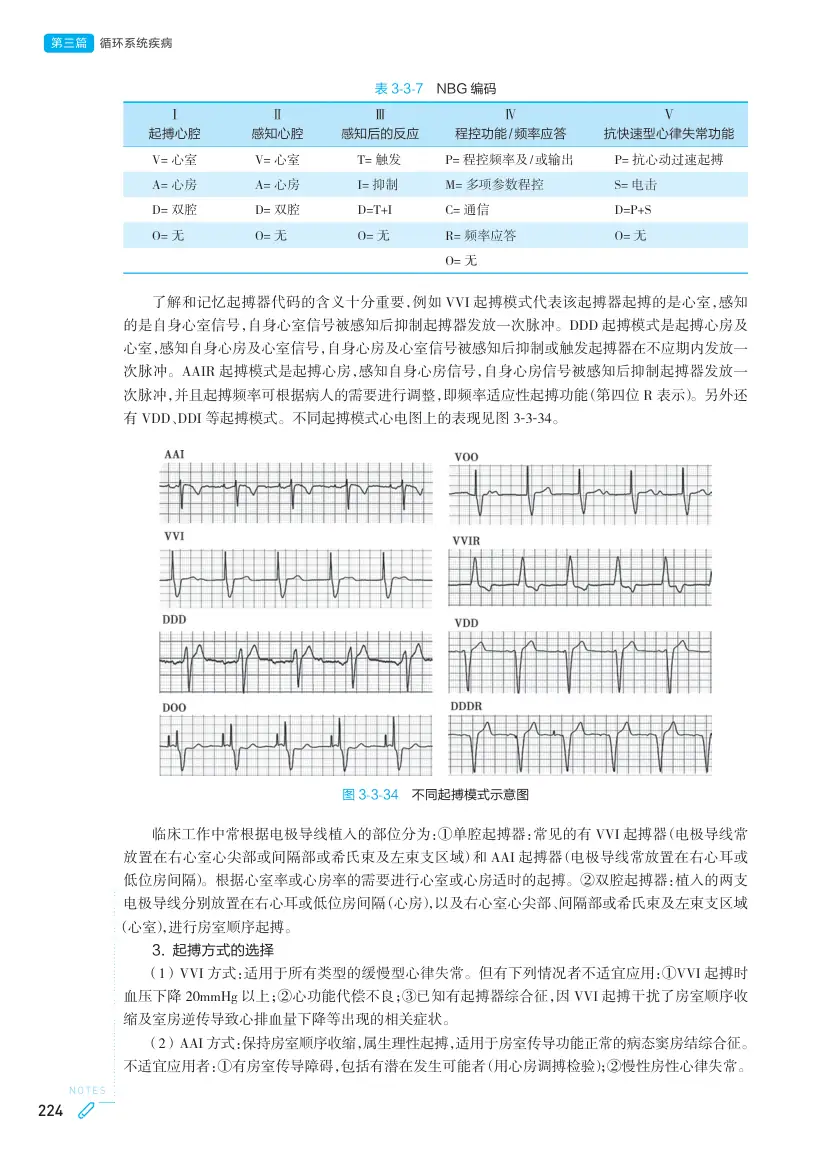 第三篇 循环系统疾病
表 3-3-7 NBG 编码
Ⅰ Ⅱ Ⅲ Ⅳ Ⅴ
起搏心腔 感知心腔 感知后的反应 程控功能/频率应答 抗快速型心律失常功能
V= 心室 V= 心室 T= 触发 P= 程控频率及/或输出 P= 抗心动过速起搏
A= 心房 A= 心房 I= 抑制 M= 多项参数程控 S= 电击
D= 双腔 D= 双腔 D=T+I C= 通信 D=P+S
O= 无 O= 无 O= 无 R= 频率应答 O= 无
O= 无
了解和记忆起搏器代码的含义十分重要,例如 VVI 起搏模式代表该起搏器起搏的是心室,感知
的是自身心室信号,自身心室信号被感知后抑制起搏器发放一次脉冲。DDD 起搏模式是起搏心房及
心室,感知自身心房及心室信号,自身心房及心室信号被感知后抑制或触发起搏器在不应期内发放一
次脉冲。AAIR 起搏模式是起搏心房,感知自身心房信号,自身心房信号被感知后抑制起搏器发放一
次脉冲,并且起搏频率可根据病人的需要进行调整,即频率适应性起搏功能(第四位 R 表示)。另外还
有 VDD、DDI 等起搏模式。不同起搏模式心电图上的表现见图 3-3-34。
AAI
VOO
VVI
VVIR
DDD
VDD
DOO
DDDR
图 3-3-34 不同起搏模式示意图
临床工作中常根据电极导线植入的部位分为:①单腔起搏器:常见的有 VVI 起搏器(电极导线常
放置在右心室心尖部或间隔部或希氏束及左束支区域)和 AAI 起搏器(电极导线常放置在右心耳或
低位房间隔)。根据心室率或心房率的需要进行心室或心房适时的起搏。②双腔起搏器:植入的两支
电极导线分别放置在右心耳或低位房间隔(心房),以及右心室心尖部、间隔部或希氏束及左束支区域
(心室),进行房室顺序起搏。
3. 起搏方式的选择
(1)VVI 方式:适用于所有类型的缓慢型心律失常。但有下列情况者不适宜应用:①VVI 起搏时
血压下降 20mmHg 以上;②心功能代偿不良;③已知有起搏器综合征,因 VVI 起搏干扰了房室顺序收
缩及室房逆传导致心排血量下降等出现的相关症状。
(2)AAI 方式:保持房室顺序收缩,属生理性起搏,适用于房室传导功能正常的病态窦房结综合征。
不适宜应用者:①有房室传导障碍,包括有潜在发生可能者(用心房调搏检验);②慢性房性心律失常。
NOTES
224